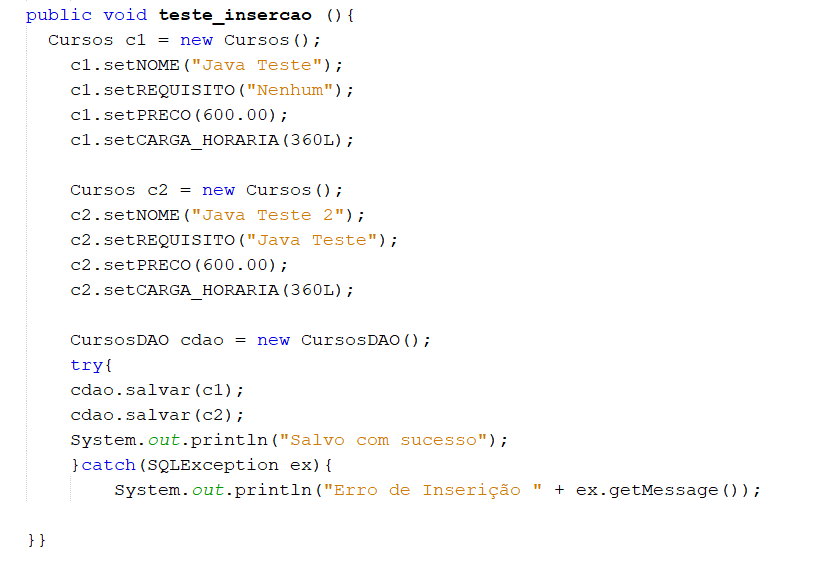 public void teste_insercao (){
Cursos c1 = new Cursos();
c1.setNOME("Java Teste");
c1.setREQUISITO("Nenhum");
c1.setPRECO(600.00);
c1.setCARGA_HORARIA(360L);
Cursos c2 = new Cursos();
c2.setNOME("Java Teste 2");
c2.setREQUISITO("Java Teste");
c2.setPRECO(600.00);
c2.setCARGA_HORARIA(360L);
CursosDAO cdao = new CursosDAO();
try{
cdao.salvar(c1);
cdao.salvar(c2);
System.out.println("Salvo com sucesso");
}catch(SQLException ex){
System.out.println("Erro de Inserição " + ex.getMessage());
}}